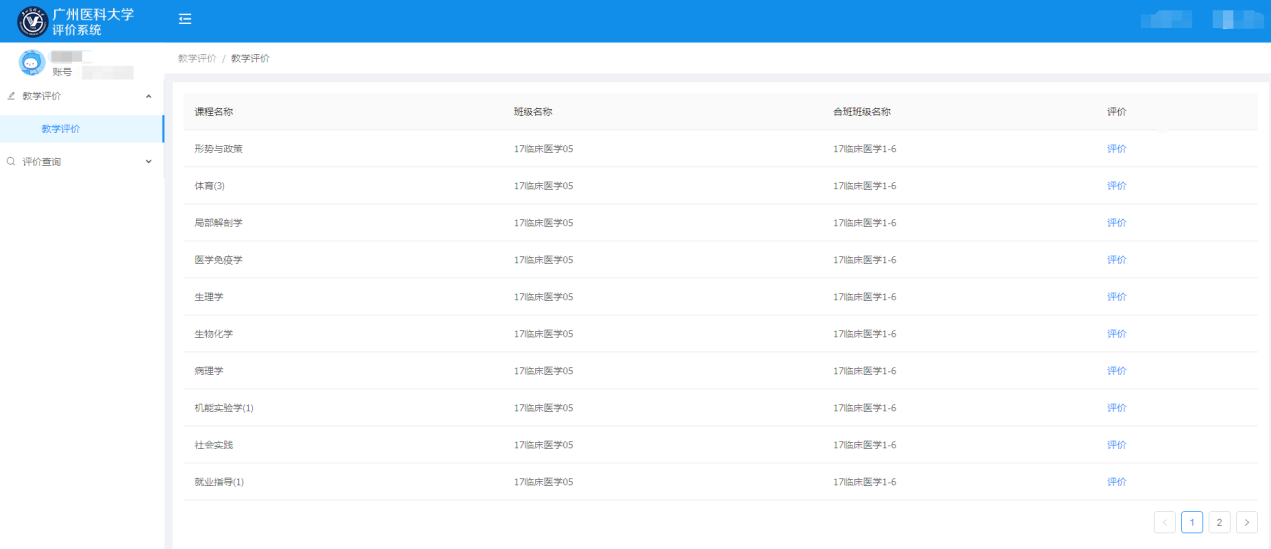 广州医科大学
评价系统
账号
教学评价
教学评价
评价查询
教学评价 / 教学评价
课程名称 班级名称 合班班级名称 评价
形势与政策 17临床医学05 17临床医学1-6 评价
体育(3) 17临床医学05 17临床医学1-6 评价
局部解剖学 17临床医学05 17临床医学1-6 评价
医学免疫学 17临床医学05 17临床医学1-6 评价
生理学 17临床医学05 17临床医学1-6 评价
生物化学 17临床医学05 17临床医学1-6 评价
病理学 17临床医学05 17临床医学1-6 评价
机能实验学(1) 17临床医学05 17临床医学1-6 评价
社会实践 17临床医学05 17临床医学1-6 评价
就业指导(1) 17临床医学05 17临床医学1-6 评价
< 1 2 >